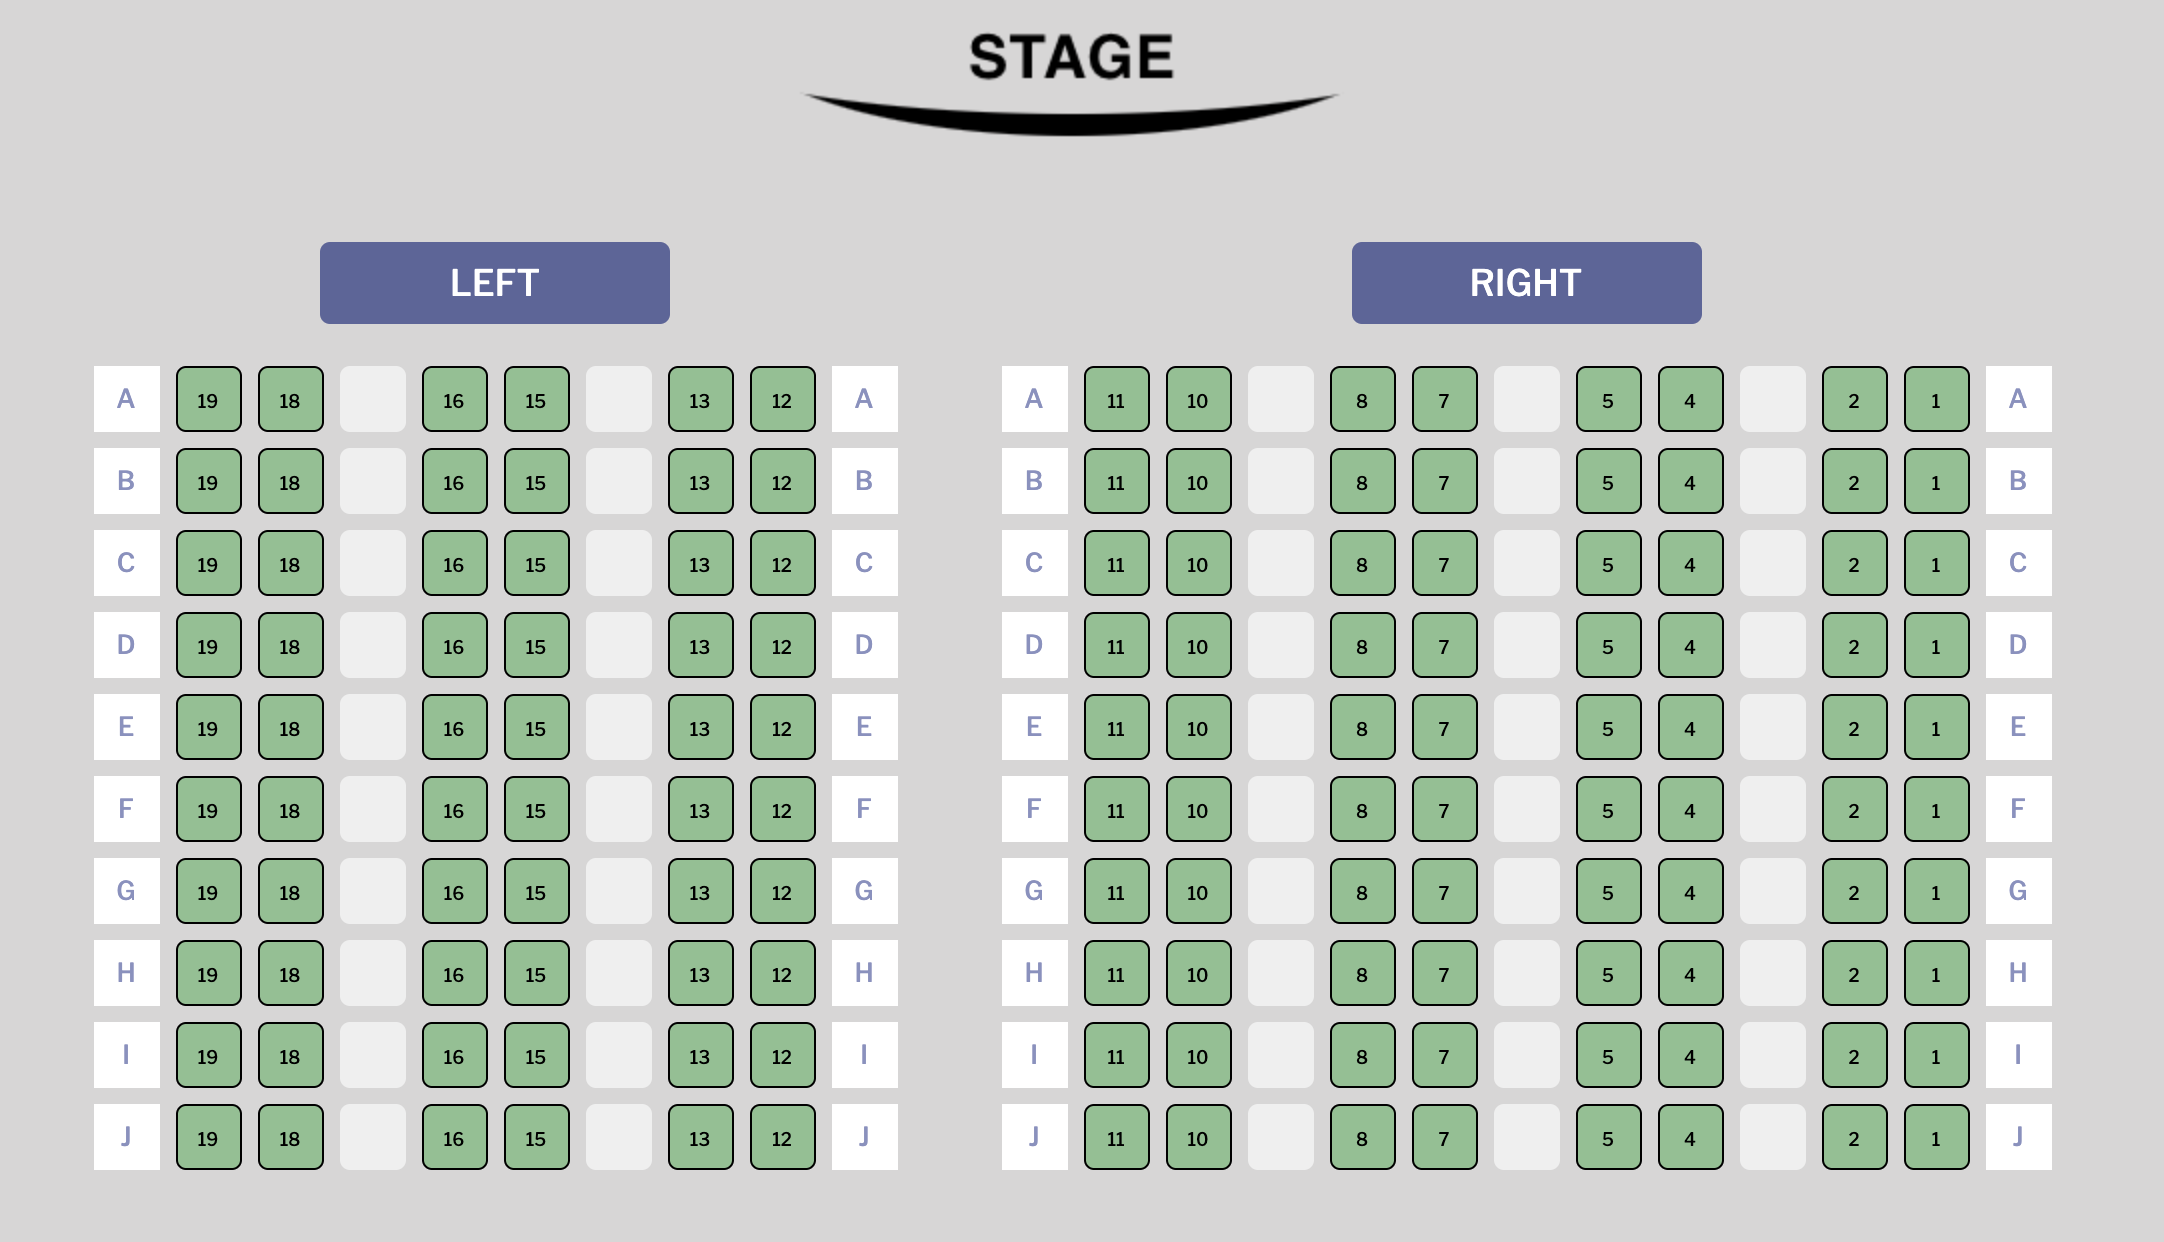 STAGE
LEFT RIGHT
A 19 18 16 15 13 12 A A 11 10 8 7 5 4 2 1 A
B 19 18 16 15 13 12 B B 11 10 8 7 5 4 2 1 B
C 19 18 16 15 13 12 C C 11 10 8 7 5 4 2 1 C
D 19 18 16 15 13 12 D D 11 10 8 7 5 4 2 1 D
E 19 18 16 15 13 12 E E 11 10 8 7 5 4 2 1 E
F 19 18 16 15 13 12 F F 11 10 8 7 5 4 2 1 F
G 19 18 16 15 13 12 G G 11 10 8 7 5 4 2 1 G
H 19 18 16 15 13 12 H H 11 10 8 7 5 4 2 1 H
I 19 18 16 15 13 12 I I 11 10 8 7 5 4 2 1 I
J 19 18 16 15 13 12 J J 11 10 8 7 5 4 2 1 J